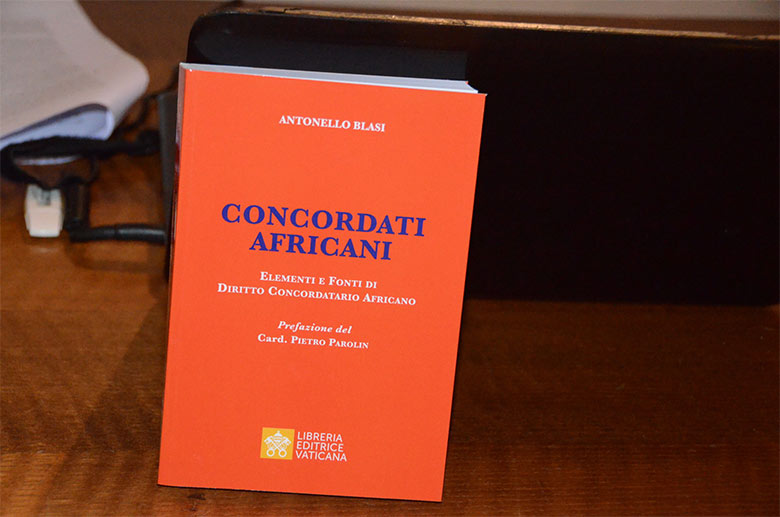 ANTONELLO BLASI
CONCORDATI
AFRICANI
ELEMENTI E FONTI DI
DIRITTO CONCORDATARIO AFRICANO
Prefazione del
Card. PIETRO PAROLIN
LIBRERIA
EDITRICE
VATICANA